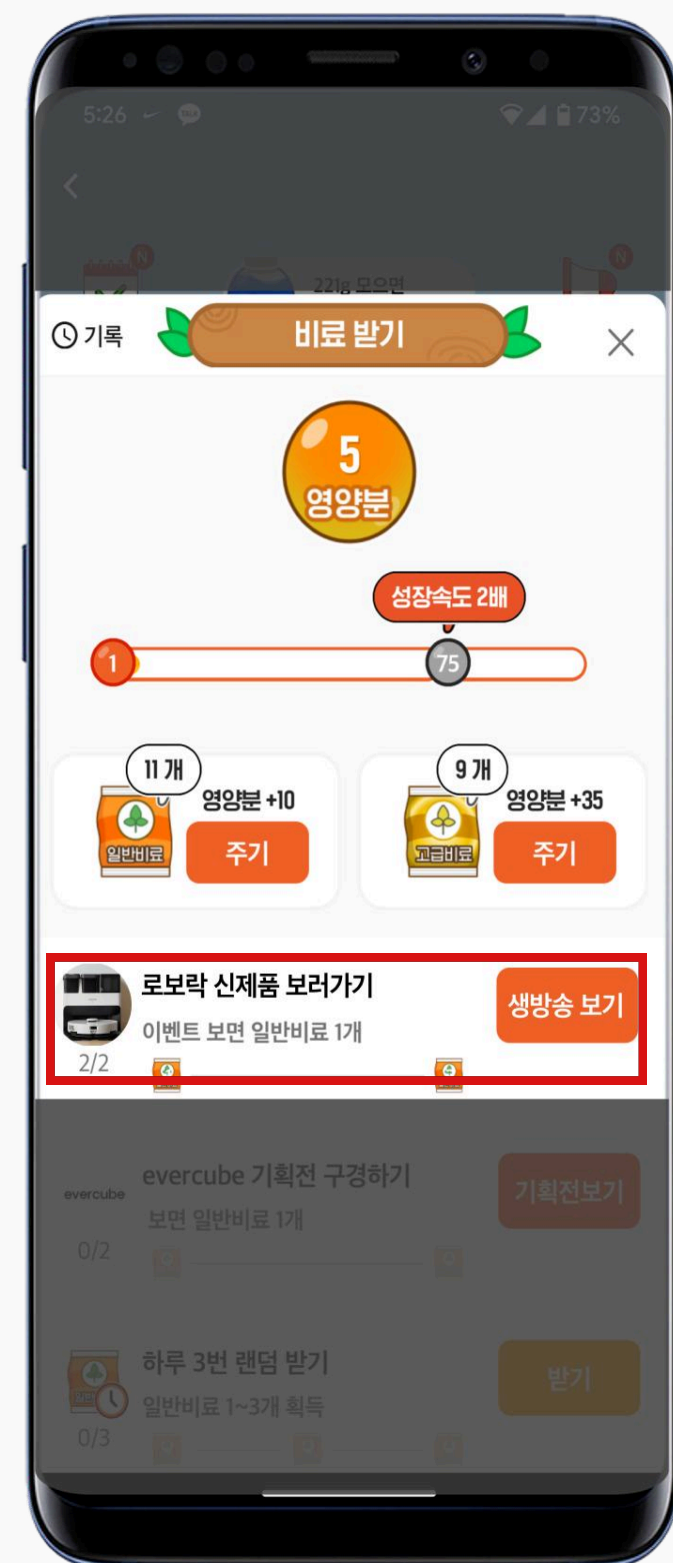 5:26
73%
221g 모으면
기록
비료 받기
5
영양분
성장속도 2배
1
75
11 개
9 개
영양분 +10
영양분 +35
일반비료
주기
고급비료
주기
로보락 신제품 보러가기
생방송 보기
이벤트 보면 일반비료 1개
2/2
evercube 기획전 구경하기
evercube
기획전보기
보면 일반비료 1개
0/2
하루 3번 랜덤 받기
받기
일반비료 1~3개 획득
0/3